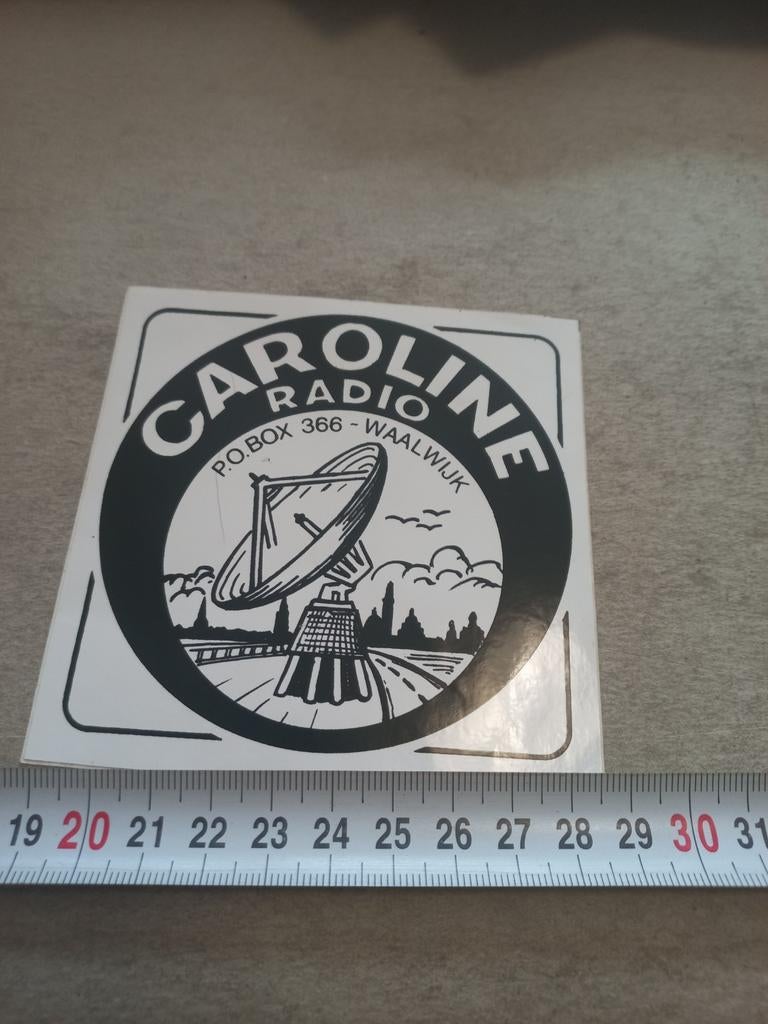 CAROLINE
RADIO
P.O.BOX 366 - WAALWIJK
19 20 21 22 23 24 25 26 27 28 29 30 31